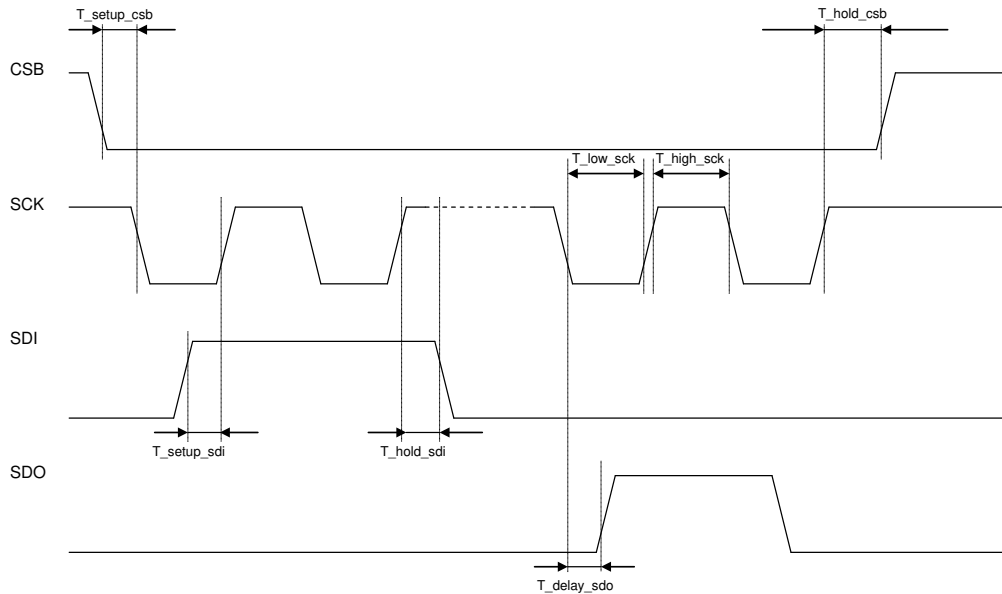 T_setup_csb
T_hold_csb
CSB
T_low_sck
T_high_sck
SCK
SDI
T_setup_sdi
T_hold_sdi
SDO
T_delay_sdo